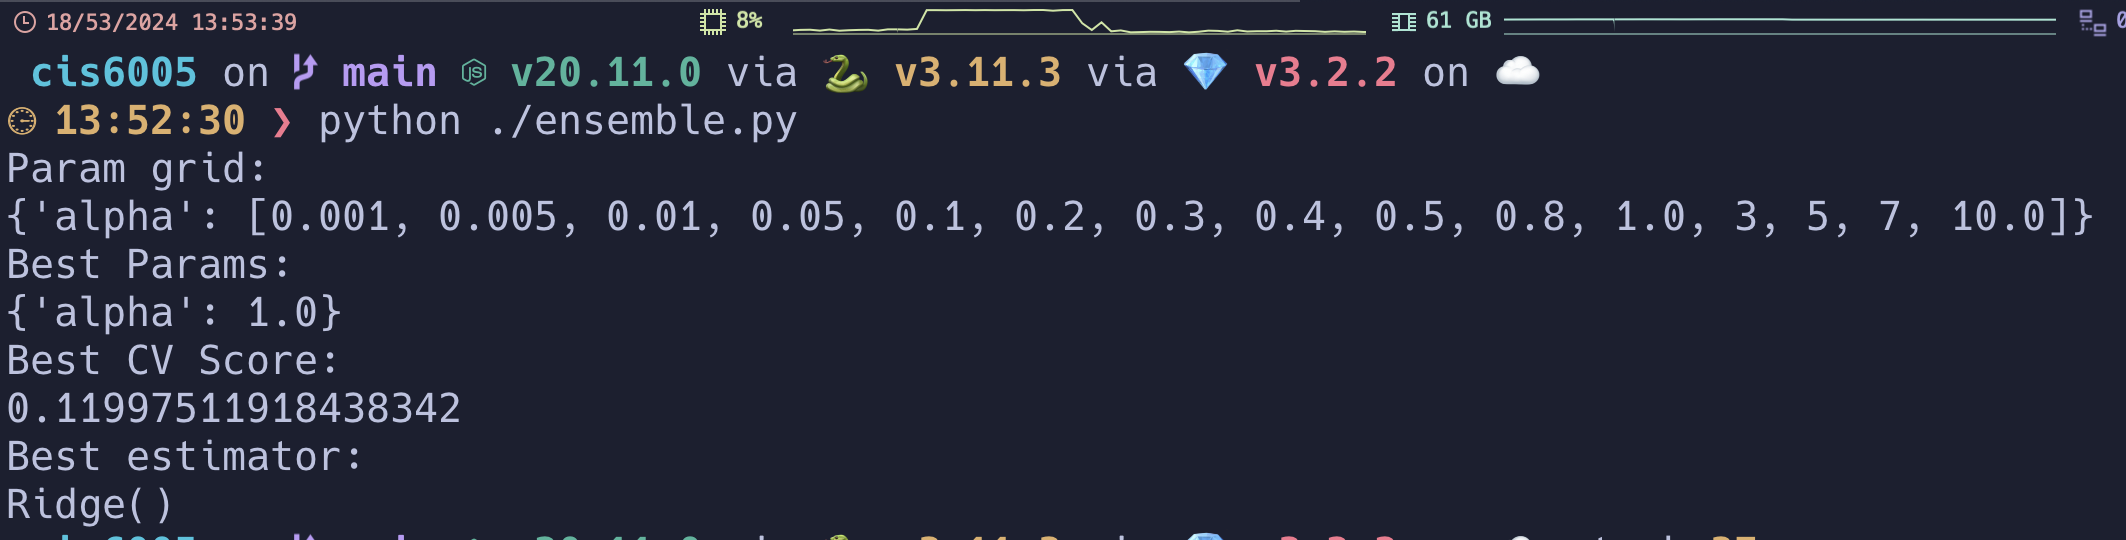 18/53/2024 13:53:39 8% 61 GB
cis6005 on main v20.11.0 via v3.11.3 via v3.2.2 on
13:52:30 ❯ python ./ensemble.py
Param grid:
{'alpha': [0.001, 0.005, 0.01, 0.05, 0.1, 0.2, 0.3, 0.4, 0.5, 0.8, 1.0, 3, 5, 7, 10.0]}
Best Params:
{'alpha': 1.0}
Best CV Score:
0.11997511918438342
Best estimator:
Ridge()